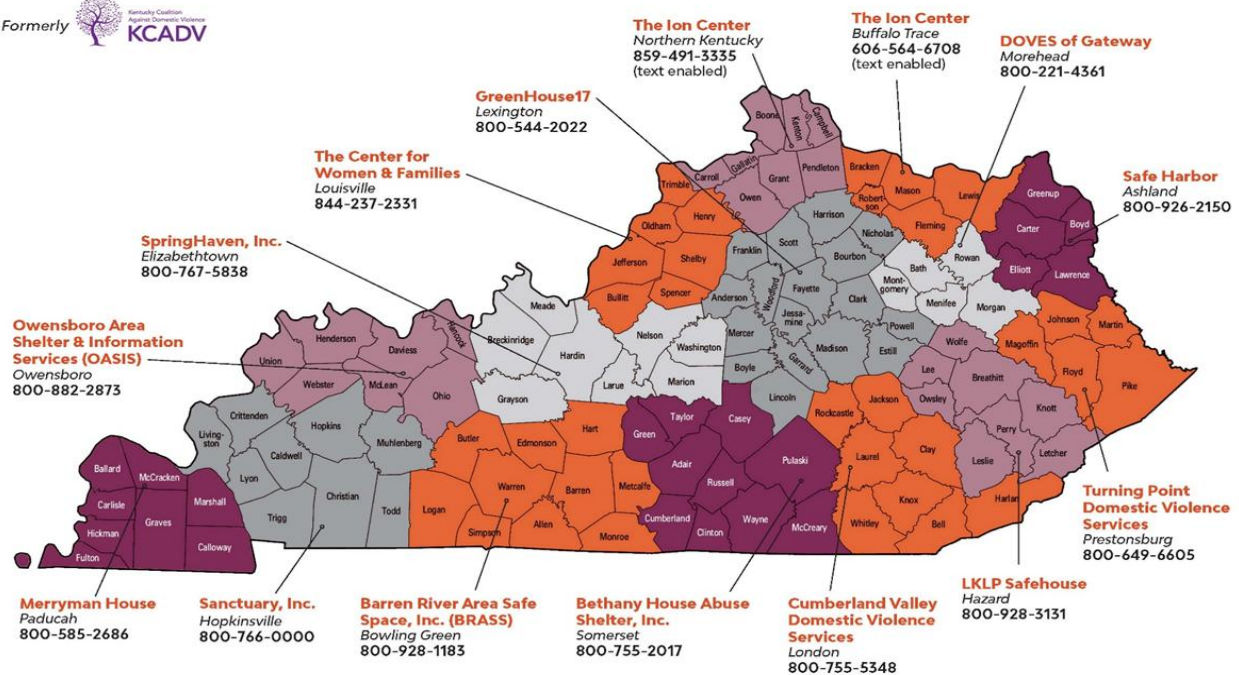 Formerly
Kentucky Coalition
Against Domestic Violence
KCADV
The Ion Center
Northern Kentucky
859-491-3335
(text enabled)
The Ion Center
Buffalo Trace
606-564-6708
(text enabled)
DOVES of Gateway
Morehead
800-221-4361
GreenHouse17
Lexington
800-544-2022
The Center for
Women & Families
Louisville
844-237-2331
Safe Harbor
Ashland
800-926-2150
SpringHaven, Inc.
Elizabethtown
800-767-5838
Owensboro Area
Shelter & Information
Services (OASIS)
Owensboro
800-882-2873
Boone
Kenton
Campbell
Gallatin
Carroll
Grant
Pendleton
Owen
Bracken
Mason
Robert-
son
Lewis
Fleming
Greenup
Carter
Boyd
Elliott
Lawrence
Trimble
Henry
Oldham
Jefferson
Shelby
Bullitt
Spencer
Harrison
Nicholas
Franklin
Scott
Bourbon
Anderson
Woodford
Fayette
Clark
Jessa-
mine
Mercer
Madison
Powell
Estill
Boyle
Garrard
Lincoln
Bath
Rowan
Mont-
gomery
Menifee
Morgan
Johnson
Martin
Magoffin
Floyd
Pike
Wolfe
Lee
Breathitt
Owsley
Knott
Perry
Leslie
Letcher
Meade
Breckinridge
Hardin
Nelson
Washington
Larue
Marion
Grayson
Hancock
Henderson
Daviess
Union
Webster
McLean
Ohio
Crittenden
Living-
ston
Hopkins
Muhlenberg
Caldwell
Lyon
Christian
Trigg
Todd
Ballard
McCracken
Carlisle
Marshall
Graves
Hickman
Calloway
Fulton
Butler
Edmonson
Hart
Warren
Barren
Metcalfe
Logan
Simpson
Allen
Monroe
Green
Taylor
Casey
Adair
Russell
Pulaski
Cumberland
Clinton
Wayne
McCreary
Rockcastle
Jackson
Laurel
Clay
Knox
Whitley
Bell
Harlan
Merryman House
Paducah
800-585-2686
Sanctuary, Inc.
Hopkinsville
800-766-0000
Barren River Area Safe
Space, Inc. (BRASS)
Bowling Green
800-928-1183
Bethany House Abuse
Shelter, Inc.
Somerset
800-755-2017
Cumberland Valley
Domestic Violence
Services
London
800-755-5348
LKLP Safehouse
Hazard
800-928-3131
Turning Point
Domestic Violence
Services
Prestonsburg
800-649-6605